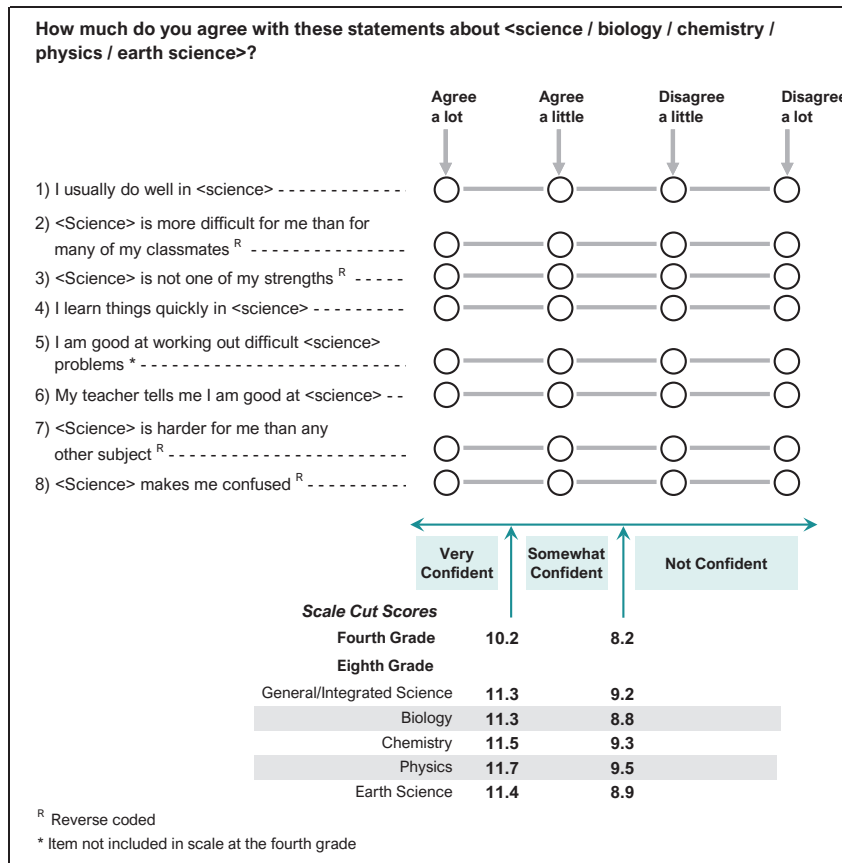 How much do you agree with these statements about <science / biology / chemistry /
physics / earth science>?
Agree a lot
Agree a little
Disagree a little
Disagree a lot
1) I usually do well in <science> - - - - - - - - - - - - -
2) <Science> is more difficult for me than for
many of my classmates R - - - - - - - - - - - - - - - -
3) <Science> is not one of my strengths R - - - - -
4) I learn things quickly in <science> - - - - - - - - -
5) I am good at working out difficult <science>
problems * - - - - - - - - - - - - - - - - - - - - - - - - - - -
6) My teacher tells me I am good at <science> - -
7) <Science> is harder for me than any
other subject R - - - - - - - - - - - - - - - - - - - - - - - -
8) <Science> makes me confused R - - - - - - - - - -
Very Confident
Somewhat Confident
Not Confident
Scale Cut Scores
Fourth Grade 10.2 8.2
Eighth Grade
General/Integrated Science 11.3 9.2
Biology 11.3 8.8
Chemistry 11.5 9.3
Physics 11.7 9.5
Earth Science 11.4 8.9
R Reverse coded
* Item not included in scale at the fourth grade